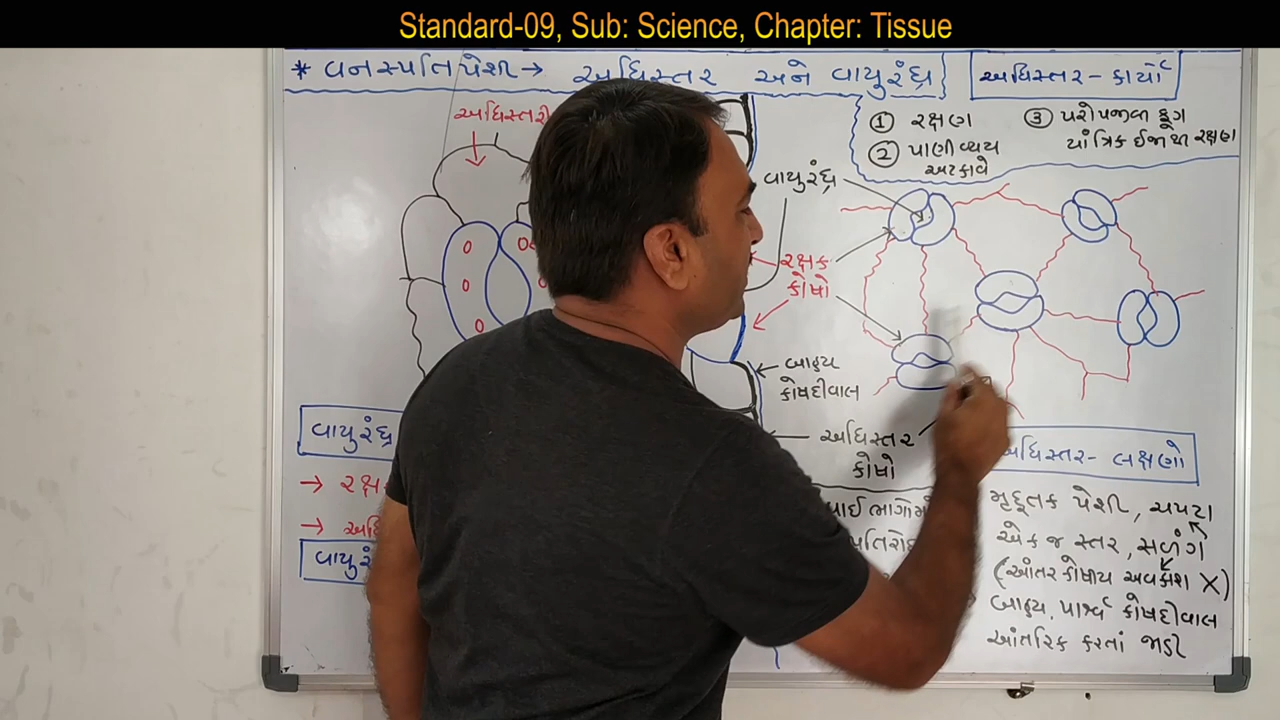 Standard-09, Sub: Science, Chapter: Tissue
* વનસ્પતિ પેશી → અધિસ્તર અને વાયુરંધ્ર
અધિસ્તર - કાર્યો
① રક્ષણ
② પાણી વ્યય
અટકાવે
③ પરોપજીવી ફૂગ
યાંત્રિક ઈજા થી રક્ષણ
વાયુરંધ્ર
રક્ષક
કોષો
બાહ્ય
કોષદીવાલ
અધિસ્તર
કોષો
વાયુરંધ્ર
→
→
વાયુરં
અધિસ્તર - લક્ષણો
મૃદૂતક પેશી, ચપટા
એક જ સ્તર, સળંગ
(આંતર કોષીય અવકાશ X)
બાહ્ય, પાર્શ્વ કોષદીવાલ
આંતરિક કરતાં જાડી